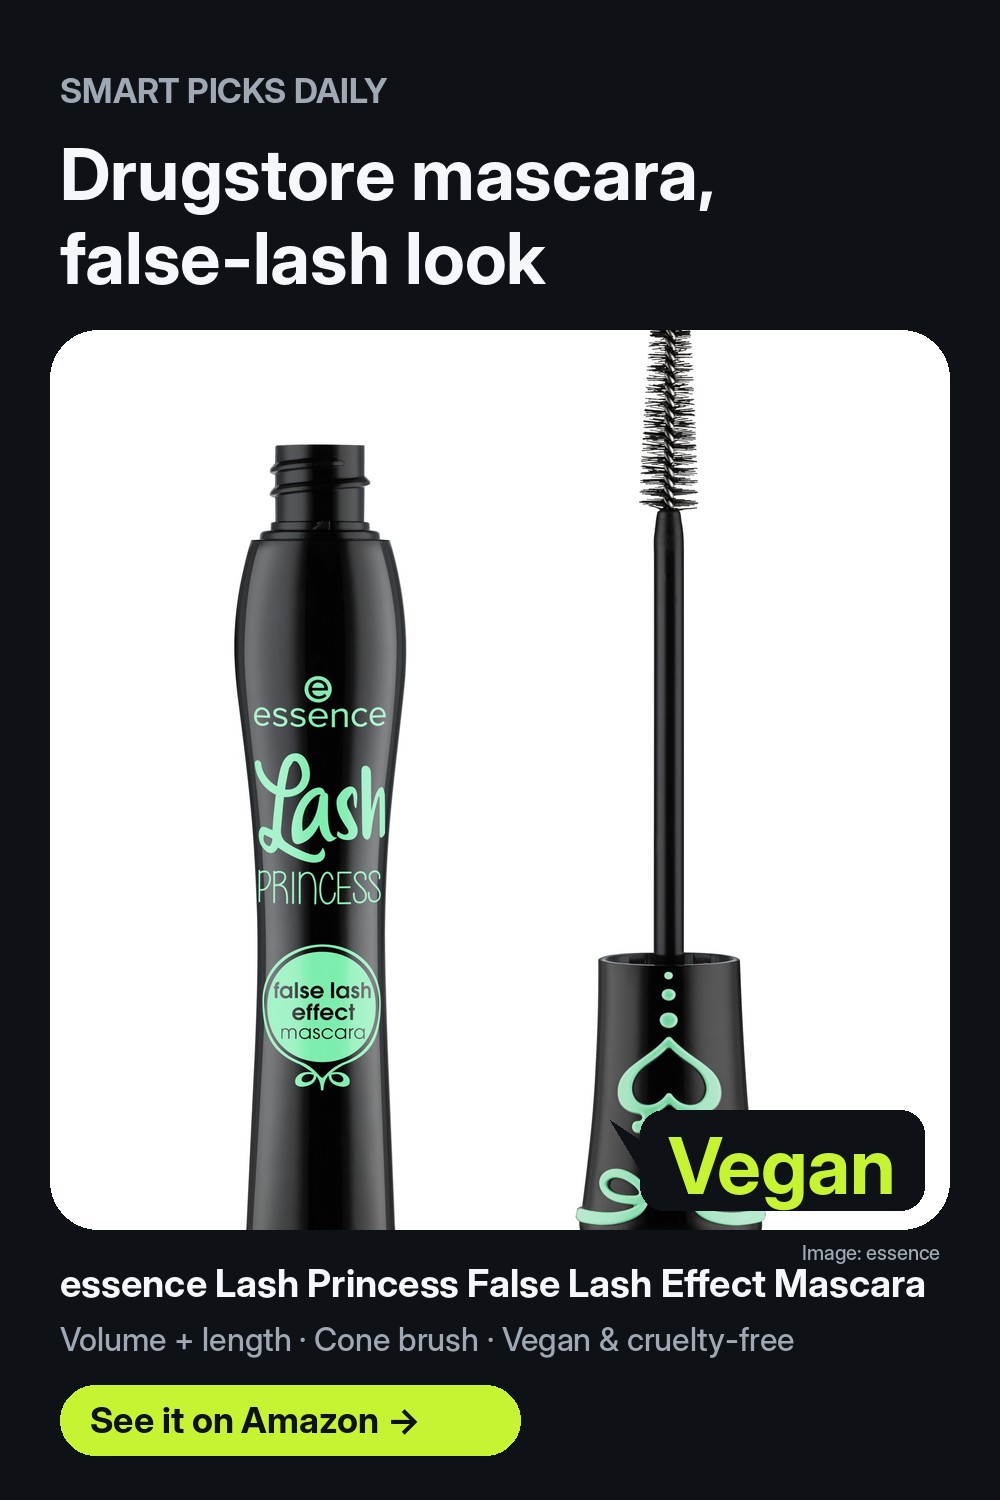 SMART PICKS DAILY
Drugstore mascara,
false-lash look
e
essence
Lash
PRINCESS
false lash
effect
mascara
Vegan
Image: essence
essence Lash Princess False Lash Effect Mascara
Volume + length · Cone brush · Vegan & cruelty-free
See it on Amazon →